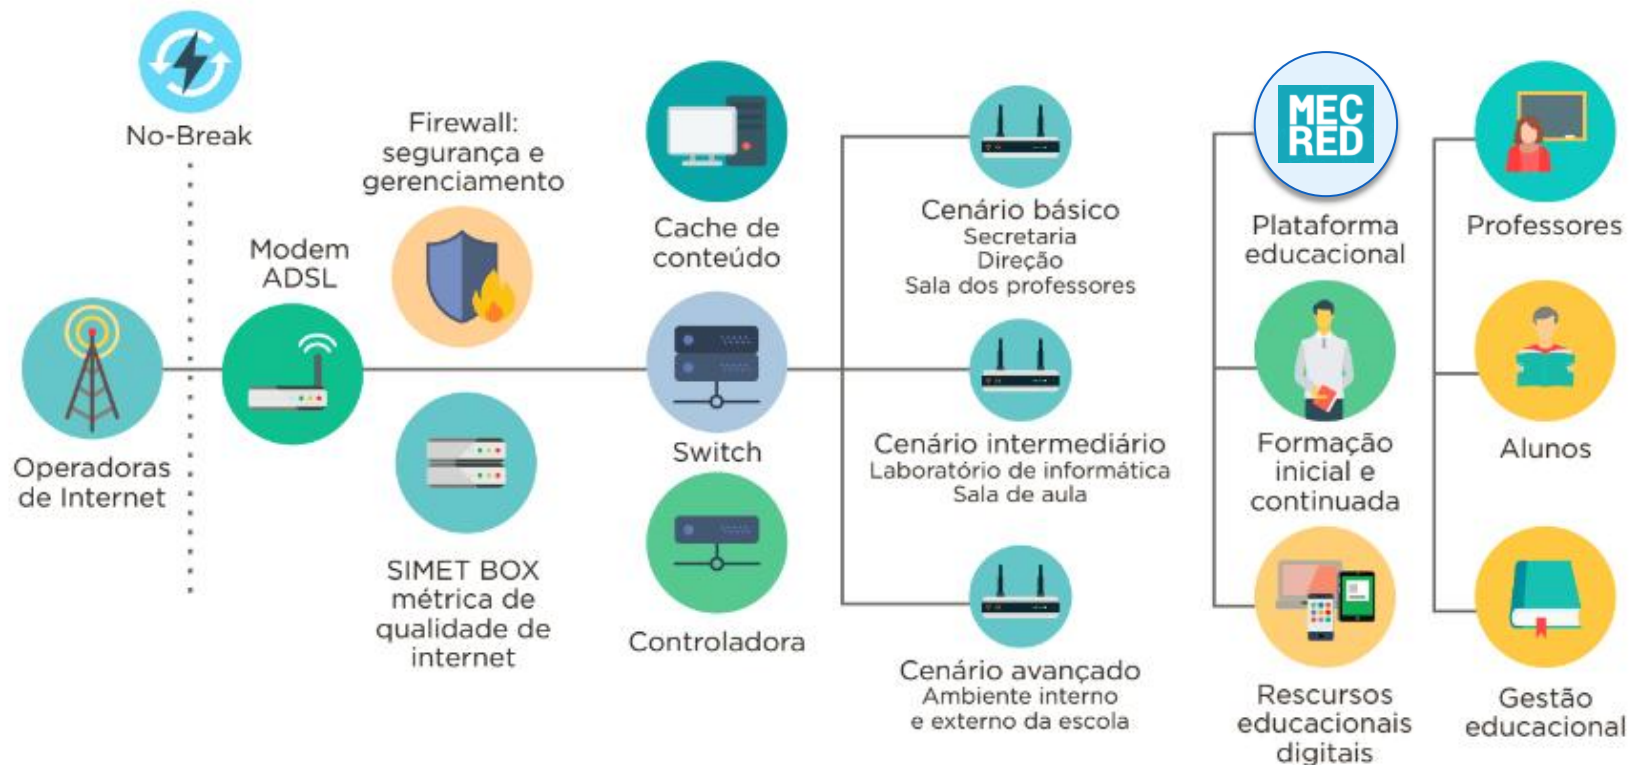 No-Break
Operadoras
de Internet
Modem
ADSL
Firewall:
segurança e
gerenciamento
SIMET BOX
métrica de
qualidade de
internet
Cache de
conteúdo
Switch
Controladora
Cenário básico
Secretaria
Direção
Sala dos professores
Cenário intermediário
Laboratório de informática
Sala de aula
Cenário avançado
Ambiente interno
e externo da escola
MEC
RED
Plataforma
educacional
Formação
inicial e
continuada
Rescursos
educacionais
digitais
Professores
Alunos
Gestão
educacional